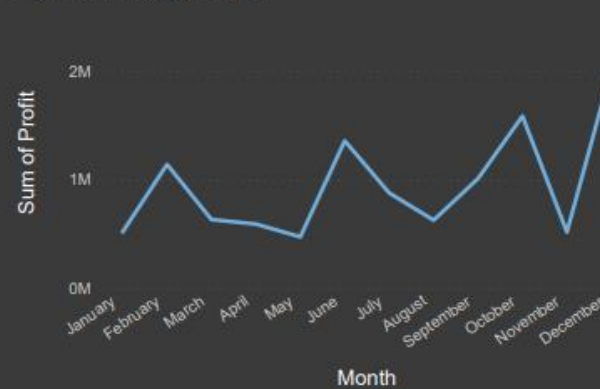 2M
Sum of Profit
1M
0M
January
February
March
April
May
June
July
August
September
October
November
December
Month